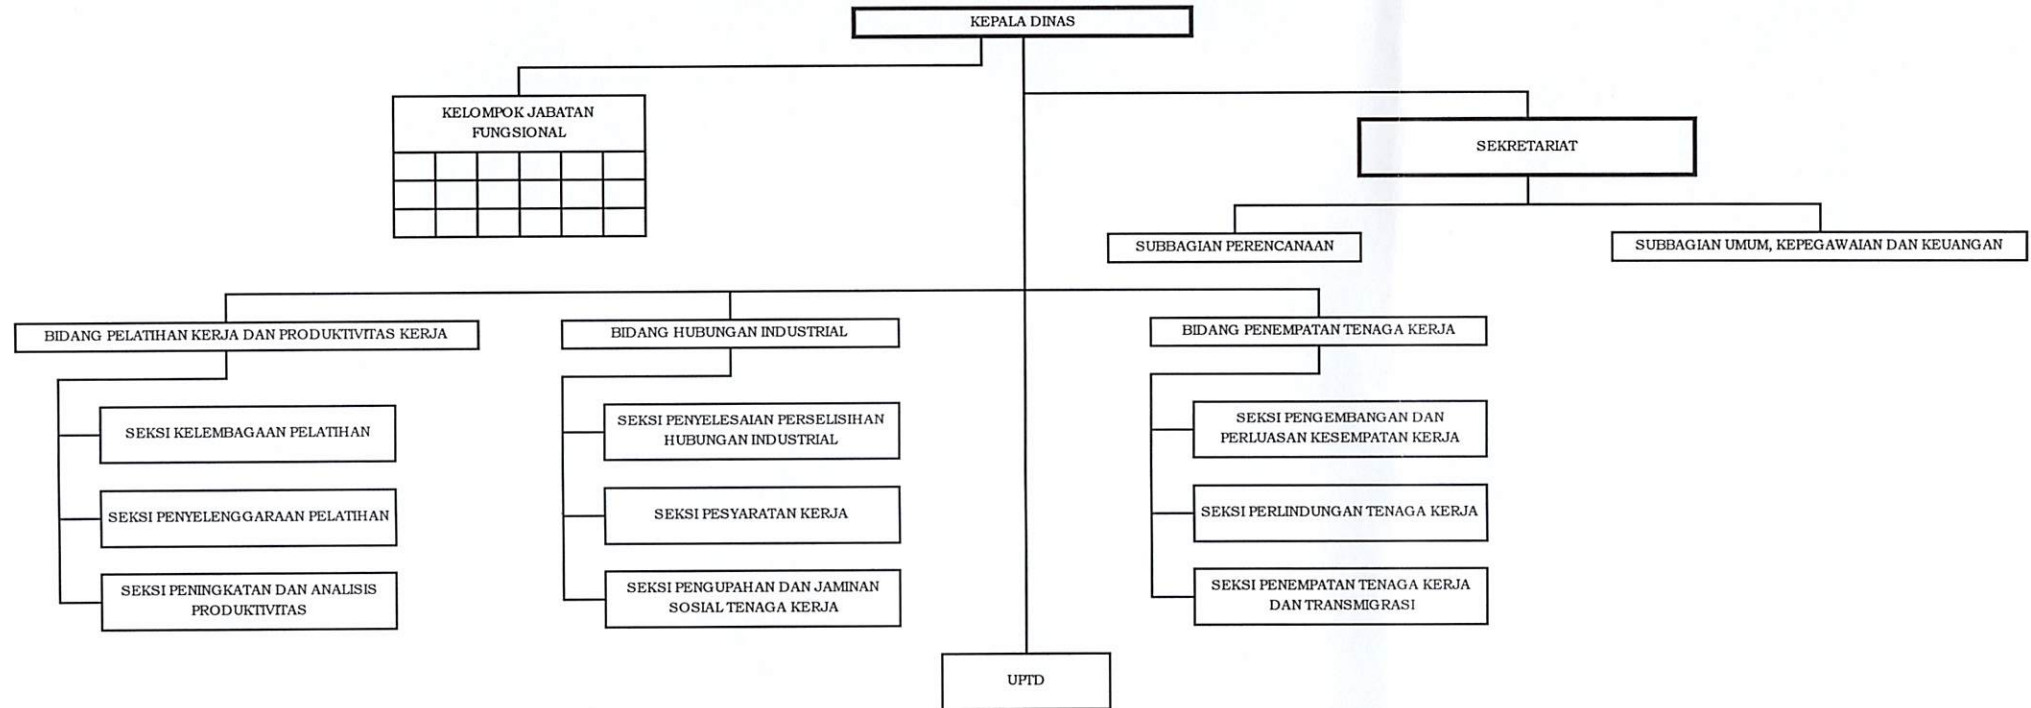 KEPALA DINAS
KELOMPOK JABATAN
FUNGSIONAL
SEKRETARIAT
SUBBAGIAN PERENCANAAN
SUBBAGIAN UMUM, KEPEGAWAIAN DAN KEUANGAN
BIDANG PELATIHAN KERJA DAN PRODUKTIVITAS KERJA
SEKSI KELEMBAGAAN PELATIHAN
SEKSI PENYELENGGARAAN PELATIHAN
SEKSI PENINGKATAN DAN ANALISIS
PRODUKTIVITAS
BIDANG HUBUNGAN INDUSTRIAL
SEKSI PENYELESAIAN PERSELISIHAN
HUBUNGAN INDUSTRIAL
SEKSI PESYARATAN KERJA
SEKSI PENGUPAHAN DAN JAMINAN
SOSIAL TENAGA KERJA
BIDANG PENEMPATAN TENAGA KERJA
SEKSI PENGEMBANGAN DAN
PERLUASAN KESEMPATAN KERJA
SEKSI PERLINDUNGAN TENAGA KERJA
SEKSI PENEMPATAN TENAGA KERJA
DAN TRANSMIGRASI
UPTD